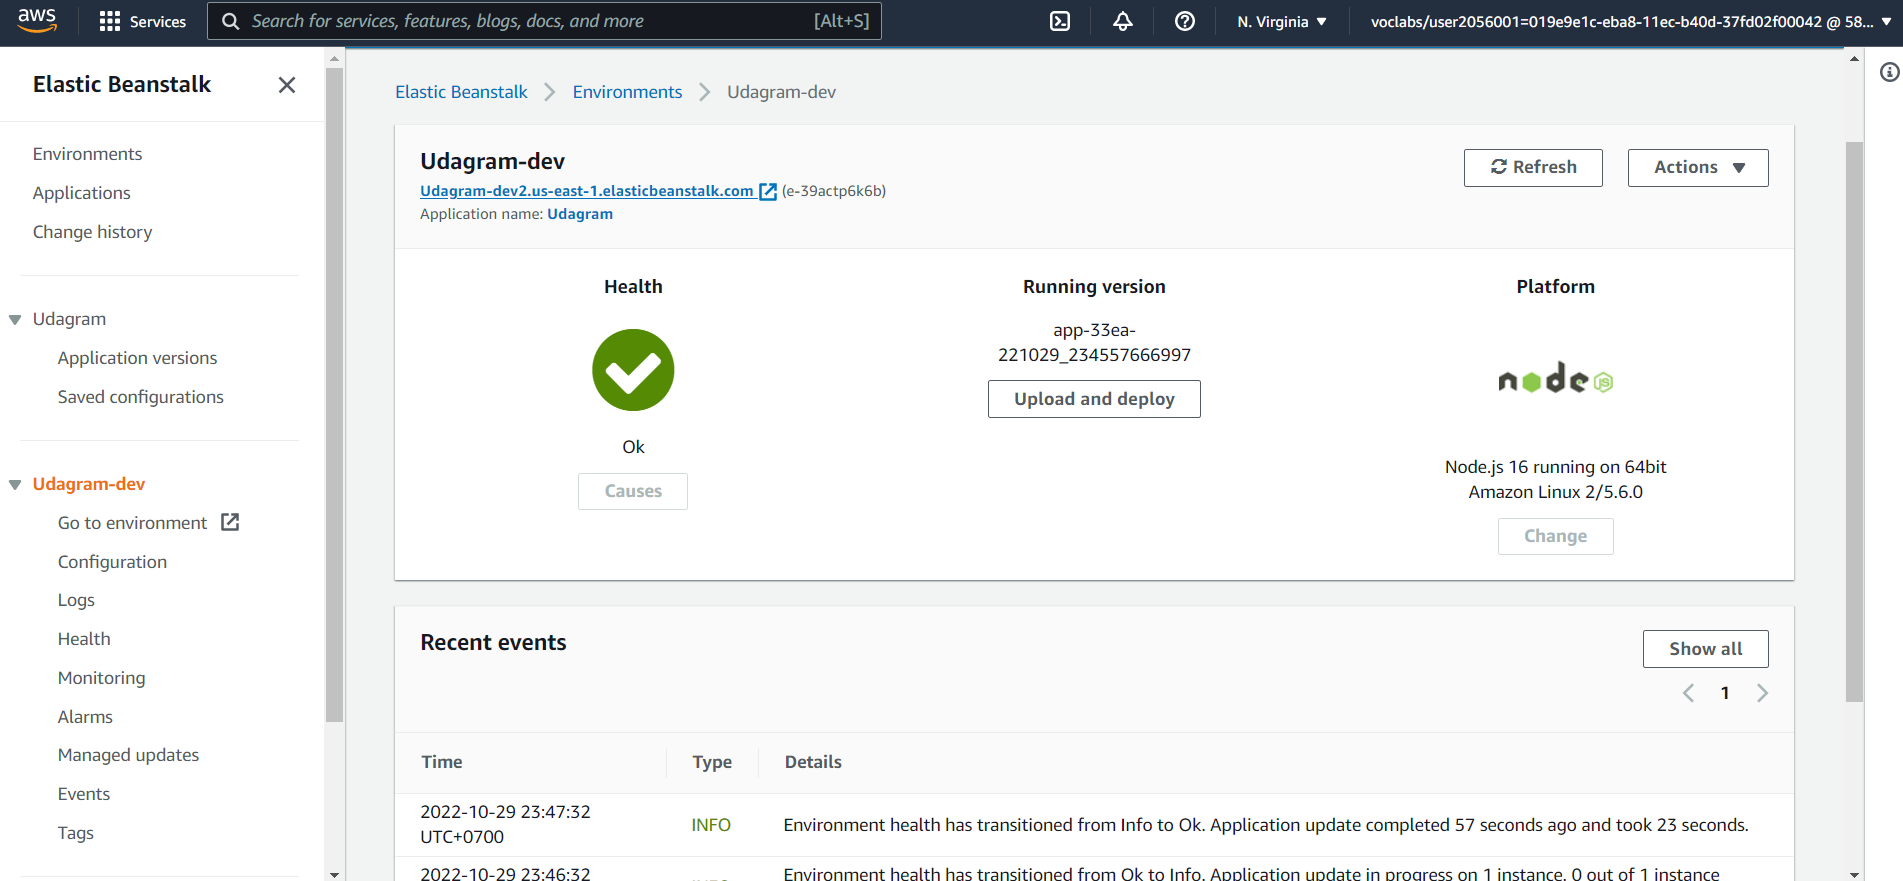 aws
Services
Search for services, features, blogs, docs, and more [Alt+S]
N. Virginia
voclabs/user2056001=019e9e1c-eba8-11ec-b40d-37fd02f00042 @ 58...
Elastic Beanstalk
Environments
Applications
Change history
Udagram
Application versions
Saved configurations
Udagram-dev
Go to environment
Configuration
Logs
Health
Monitoring
Alarms
Managed updates
Events
Tags
Elastic Beanstalk > Environments > Udagram-dev
Udagram-dev
Udagram-dev2.us-east-1.elasticbeanstalk.com (e-39actp6k6b)
Application name: Udagram
Refresh
Actions
Health
Ok
Causes
Running version
app-33ea-
221029_234557666997
Upload and deploy
Platform
node JS
Node.js 16 running on 64bit
Amazon Linux 2/5.6.0
Change
Recent events
Show all
1
Time Type Details
2022-10-29 23:47:32
UTC+0700
INFO
Environment health has transitioned from Info to Ok. Application update completed 57 seconds ago and took 23 seconds.
2022-10-29 23:46:32
Environment health has transitioned from Ok to Info. Application update in progress on 1 instance. 0 out of 1 instance